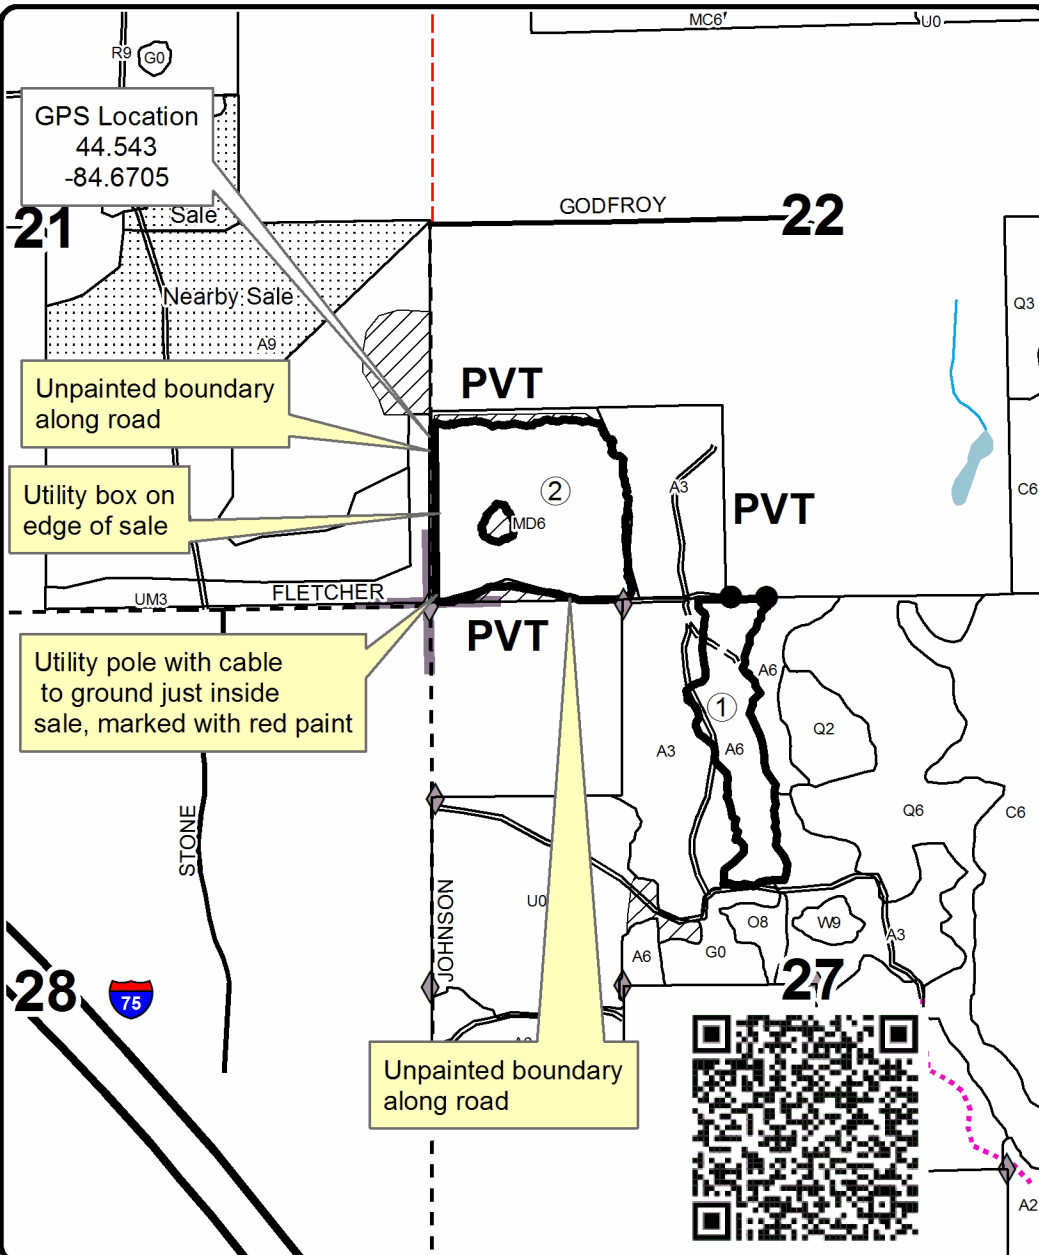 MC6
U0
R9
G0
GPS Location
44.543
-84.6705
21
Sale
GODFROY
22
Nearby Sale
A9
Q3
PVT
Unpainted boundary
along road
Utility box on
edge of sale
2
MD6
A3
PVT
C6
UM3
FLETCHER
PVT
Utility pole with cable
to ground just inside
sale, marked with red paint
A6
1
Q2
A3
A6
STONE
Q6
C6
JOHNSON
U0
O8
W9
A3
A6
G0
28
75
27
Unpainted boundary
along road
A2